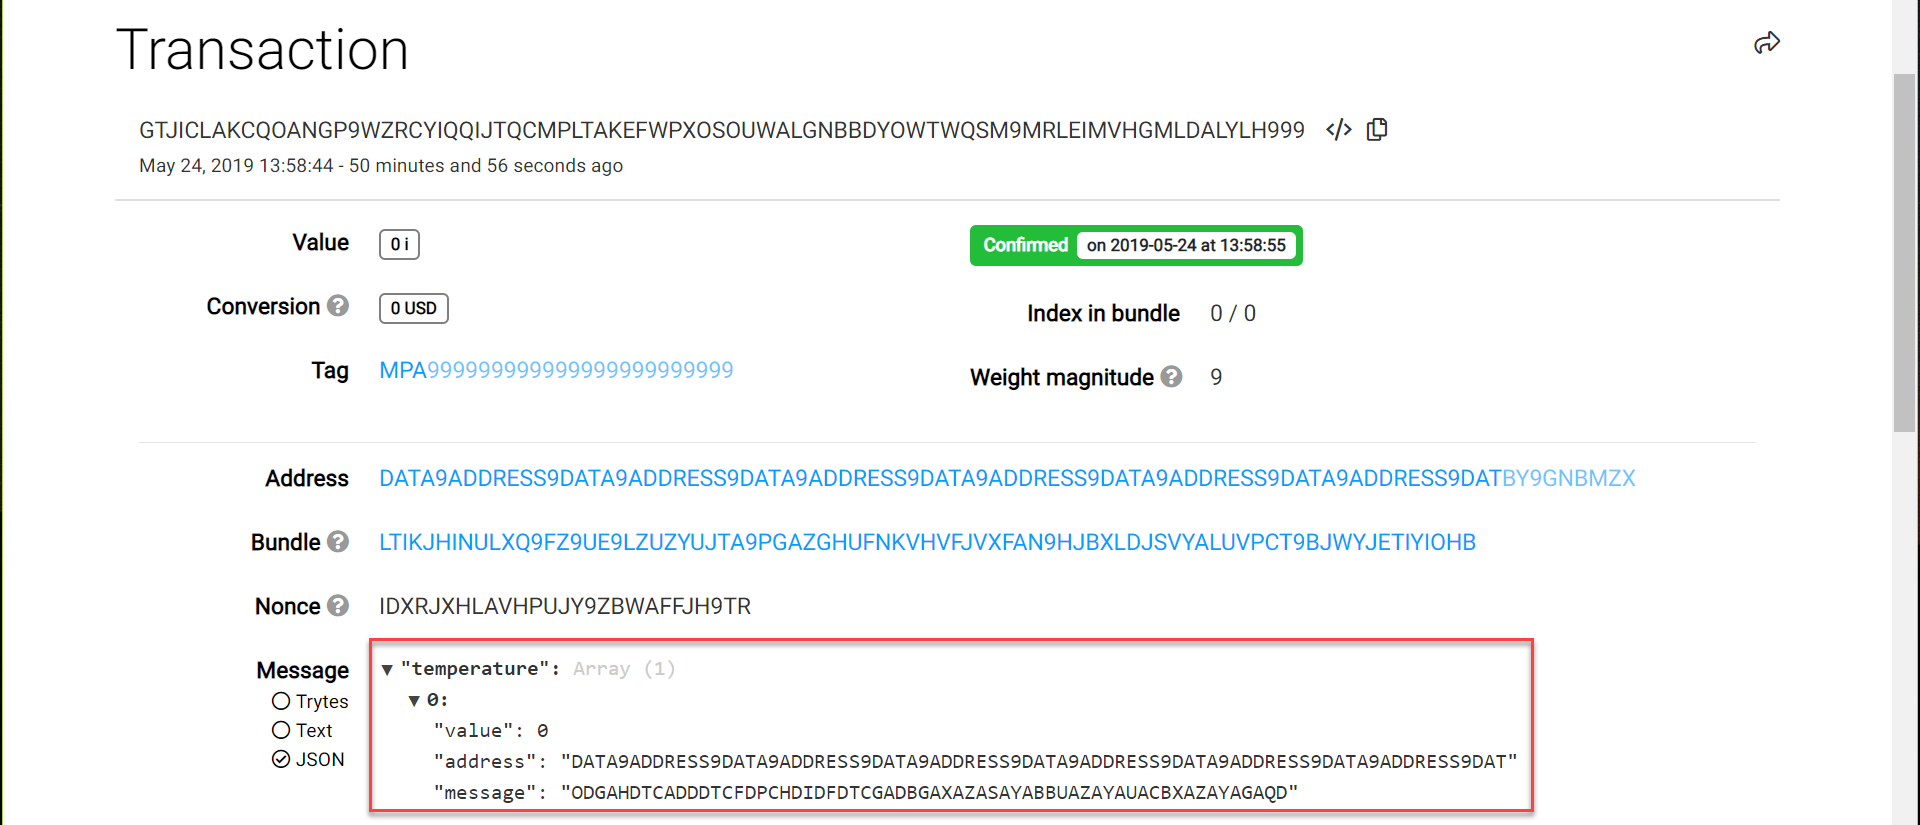 Transaction
GTJICLAKCQOANGP9WZRCYIQQIJTQCMPLTAKEFWPXOSOUWALGNBBDYOWTWQSM9MRLEIMVHGMLDALYLH999
May 24, 2019 13:58:44 - 50 minutes and 56 seconds ago
Value 0 i
Confirmed on 2019-05-24 at 13:58:55
Conversion ? 0 USD
Index in bundle 0 / 0
Tag MPA999999999999999999999999
Weight magnitude ? 9
Address DATA9ADDRESS9DATA9ADDRESS9DATA9ADDRESS9DATA9ADDRESS9DATA9ADDRESS9DATA9ADDRESS9DATBY9GNBMZX
Bundle ? LTIKJHINULXQ9FZ9UE9LZUZYUJTA9PGAZGHUFNKVHVFJVXFAN9HJBXLDJSVYALUVPCT9BJWYJETIYIOHB
Nonce ? IDXRJXHLAVHPUJY9ZBWAFFJH9TR
Message
Trytes
Text
JSON
"temperature": Array (1)
0:
"value": 0
"address": "DATA9ADDRESS9DATA9ADDRESS9DATA9ADDRESS9DATA9ADDRESS9DATA9ADDRESS9DATA9ADDRESS9DAT"
"message": "ODGAHDTCADDDTCFDPCHDIDFDTCGADBGAXAZASAYABBUAZAYAUACBXAZAYAGAQD"